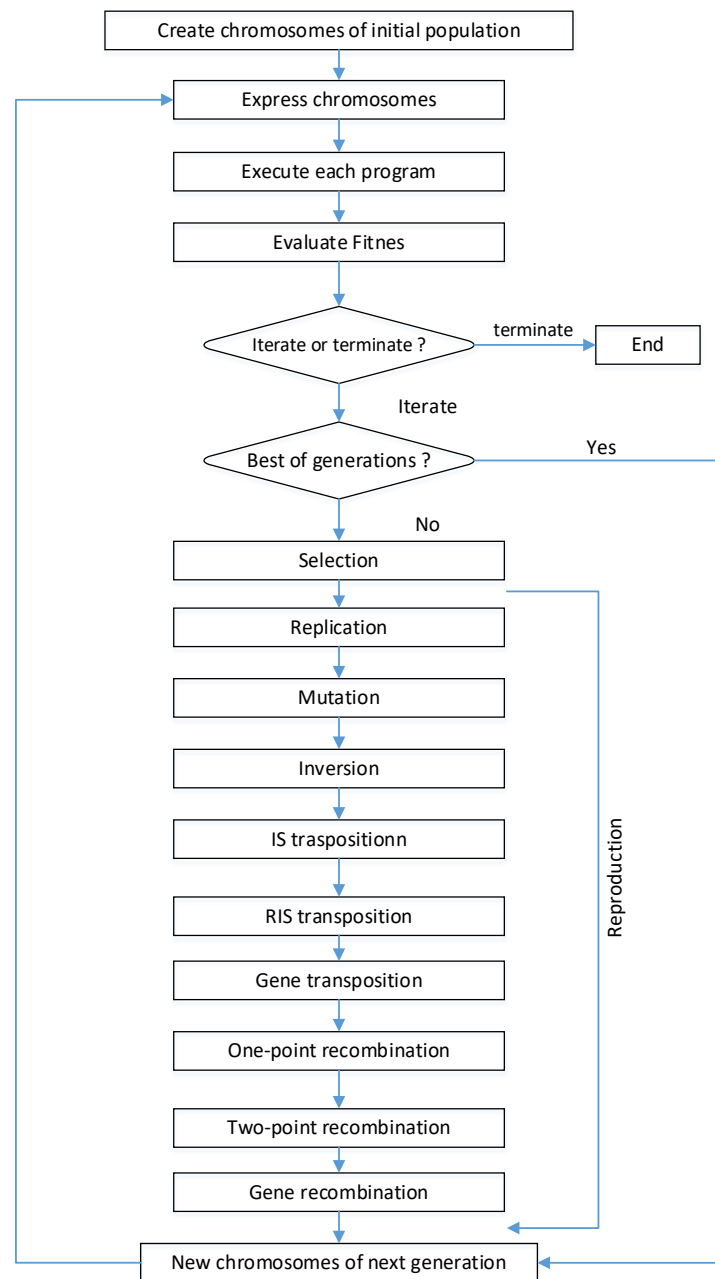 Create chromosomes of initial population
Express chromosomes
Execute each program
Evaluate Fitnes
Iterate or terminate ?
terminate
End
Iterate
Best of generations ?
Yes
No
Selection
Replication
Mutation
Inversion
IS traspositionn
RIS transposition
Gene transposition
One-point recombination
Two-point recombination
Gene recombination
Reproduction
New chromosomes of next generation